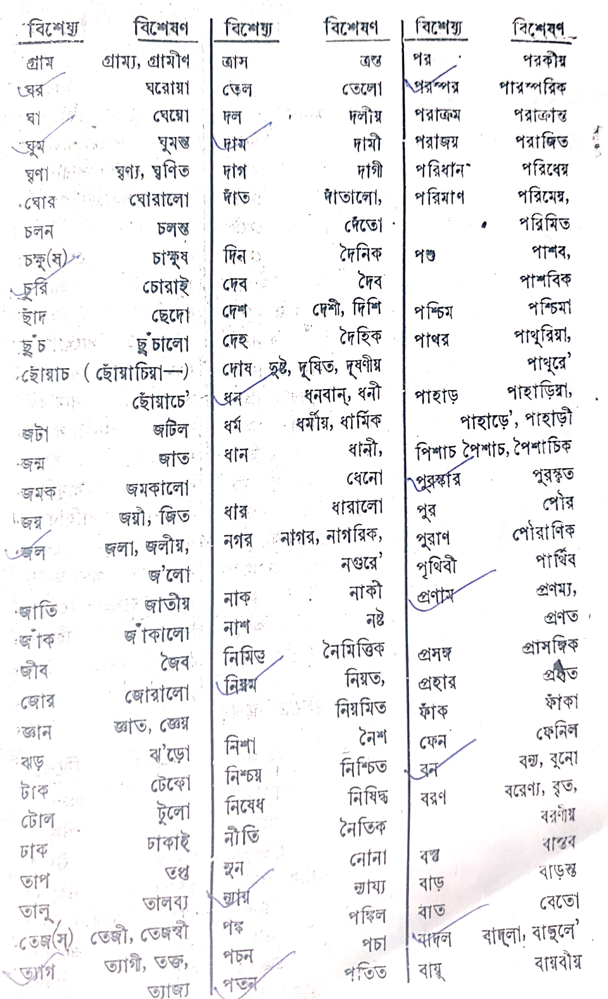 বিশেষ্য বিশেষণ
গ্রাম গ্রাম্য, গ্রামীণ
ঘর ঘরোয়া
ঘা ঘেয়ো
ঘুম ঘুমন্ত
ঘৃণা ঘৃণ্য, ঘৃণিত
ঘোর ঘোরালো
চলন চলন্ত
চক্ষু(স্) চাক্ষুষ
চুরি চোরাই
ছাঁদ ছেদো
ছুঁচ ছুঁচালো
ছোঁয়াচ (ছোঁয়াচিয়া—)
ছোঁয়াচে’
জটা জটিল
জন্ম জাত
জমক জমকালো
জয় জয়ী, জিত
জল জলা, জলীয়,
জ’লো
জাতি জাতীয়
জাঁক জাঁকালো
জীব জৈব
জোর জোরালো
জ্ঞান জ্ঞাত, জ্ঞেয়
ঝড় ঝ’ড়ো
টাক টেকো
টোল টুলো
ঢাক ঢাকাই
তাপ তপ্ত
তালু তালব্য
তেজ(স্) তেজী, তেজস্বী
ত্যাগ ত্যাগী, ত্যক্ত,
ত্যাজ্য
বিশেষ্য বিশেষণ
ত্রাস ত্রস্ত
তেল তেলো
দল দলীয়
দাম দামী
দাগ দাগী
দাঁত দাঁতালো,
দেঁতো
দিন দৈনিক
দেব দৈব
দেশ দেশী, দিশি
দেহ দৈহিক
দোষ দুষ্ট, দূষিত, দূষণীয়
ধন ধনবান্, ধনী
ধর্ম ধর্মীয়, ধার্মিক
ধান ধানী,
ধেনো
ধার ধারালো
নগর নাগর, নাগরিক,
নগুরে’
নাক নাকী
নাশ নষ্ট
নিমিত্ত নৈমিত্তিক
নিয়ম নিয়ত,
নিয়মিত
নিশা নৈশ
নিশ্চয় নিশ্চিত
নিষেধ নিষিদ্ধ
নীতি নৈতিক
নুন নোনা
ন্যায় ন্যায্য
পঙ্ক পঙ্কিল
পচন পচা
পতন পতিত
বিশেষ্য বিশেষণ
পর পরকীয়
পরস্পর পারস্পরিক
পরাক্রম পরাক্রান্ত
পরাজয় পরাজিত
পরিধান পরিধেয়
পরিমাণ পরিমেয়,
পরিমিত
পশু পাশব,
পাশবিক
পশ্চিম পশ্চিমা
পাথর পাথুরিয়া,
পাথুরে’
পাহাড় পাহাড়িয়া,
পাহাড়ে’, পাহাড়ী
পিশাচ পৈশাচ, পৈশাচিক
পুরস্কার পুরস্কৃত
পুর পৌর
পুরাণ পৌরাণিক
পৃথিবী পার্থিব
প্রণাম প্রণম্য,
প্রণত
প্রসঙ্গ প্রাসঙ্গিক
প্রহার প্রহৃত
ফাঁক ফাঁকা
ফেন ফেনিল
বন বন্য, বুনো
বরণ বরেণ্য, বৃত,
বরণীয়
বস্তু বাস্তব
বাড় বাড়ন্ত
বাত বেতো
বাদল বাদ্‌লা, বাদুলে’
বায়ু বায়বীয়